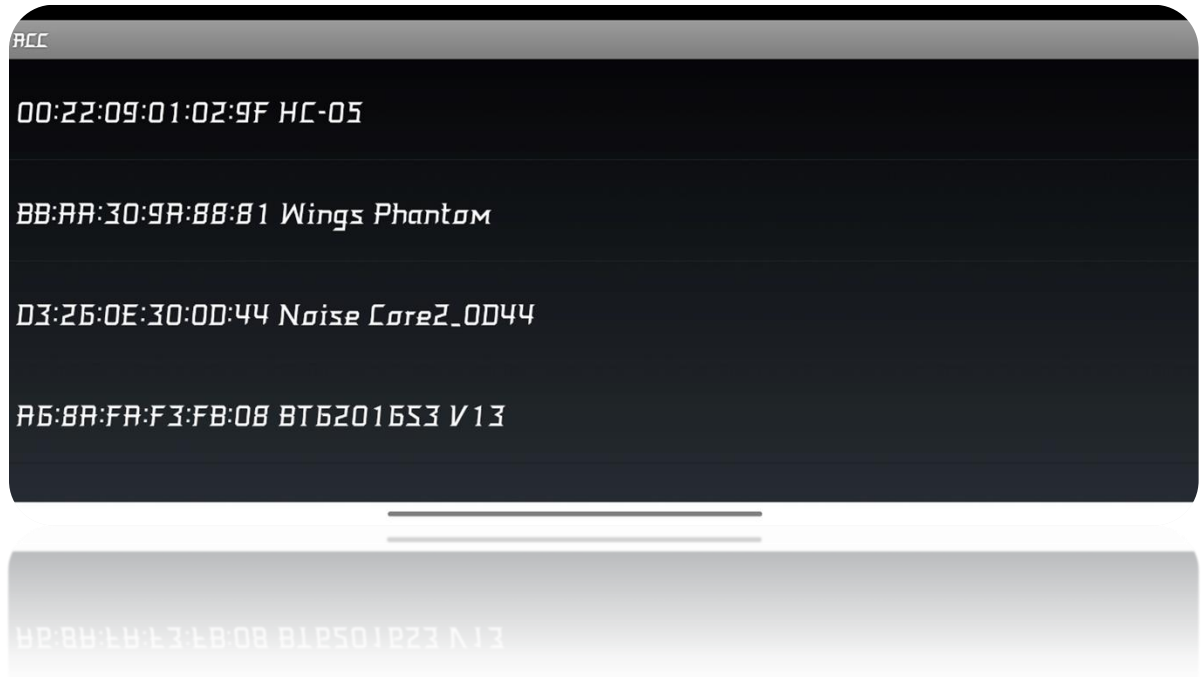 ACC
00:22:09:01:02:9F HC-05
BB:AA:30:9A:88:81 Wings Phantom
D3:26:0E:30:0D:44 Noise Core2_0D44
A6:8A:FA:F3:FB:08 BT6201653 V13